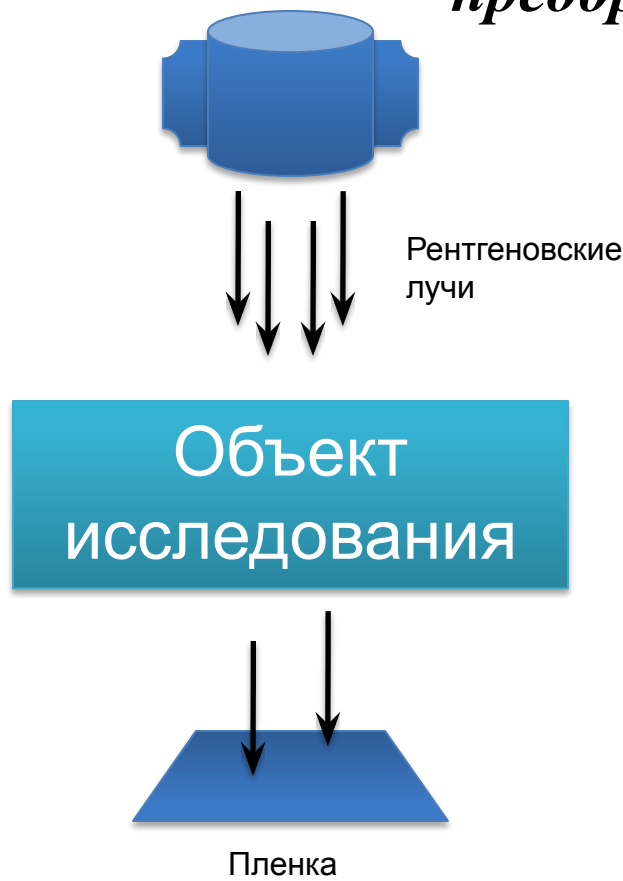 Рентгеновские
лучи
Объект
исследования
Пленка